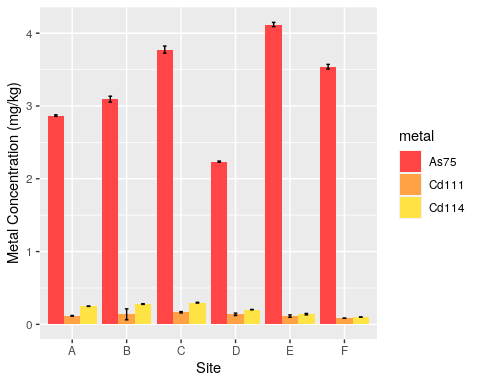 Metal Concentration (mg/kg)
4
3
2
1
0
A B C D E F
Site
metal
As75
Cd111
Cd114